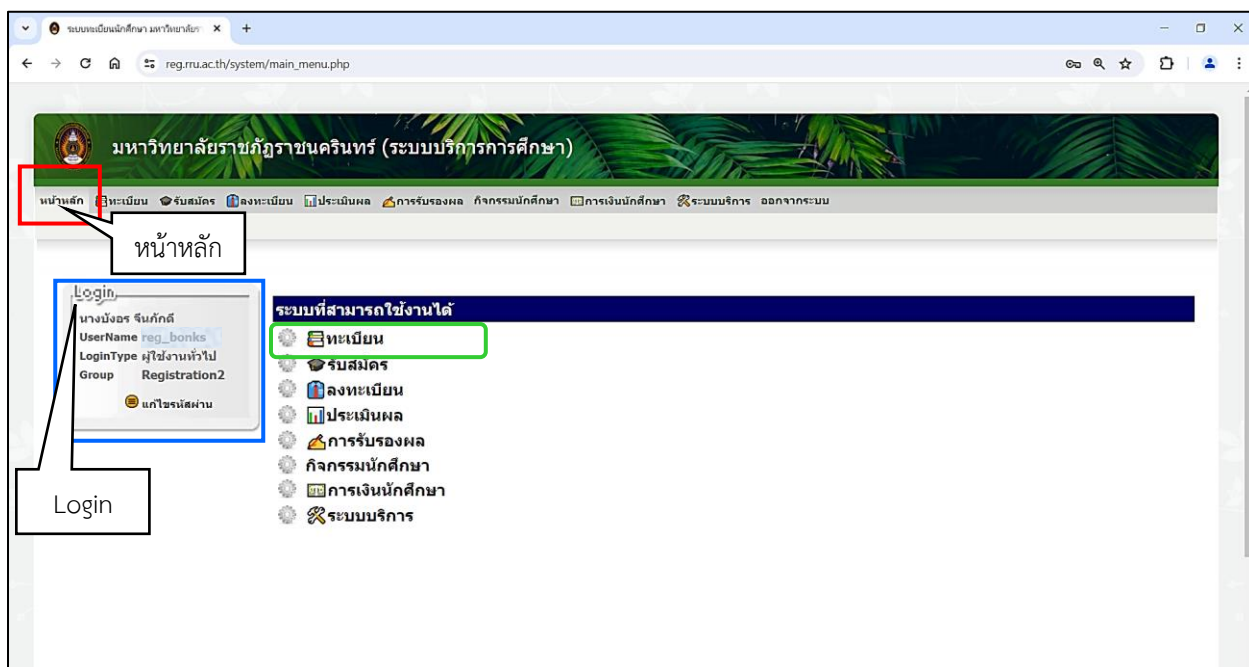 ระบบทะเบียนนักศึกษา มหาวิทยาลัยรา
reg.rru.ac.th/system/main_menu.php
มหาวิทยาลัยราชภัฏราชนครินทร์ (ระบบบริการการศึกษา)
หน้าหลัก ทะเบียน รับสมัคร ลงทะเบียน ประเมินผล การรับรองผล กิจกรรมนักศึกษา การเงินนักศึกษา ระบบบริการ ออกจากระบบ
หน้าหลัก
Login
นางบังอร จีนภักดี
UserName reg_bonks
LoginType ผู้ใช้งานทั่วไป
Group Registration2
แก้ไขรหัสผ่าน
Login
ระบบที่สามารถใช้งานได้
ทะเบียน
รับสมัคร
ลงทะเบียน
ประเมินผล
การรับรองผล
กิจกรรมนักศึกษา
การเงินนักศึกษา
ระบบบริการ